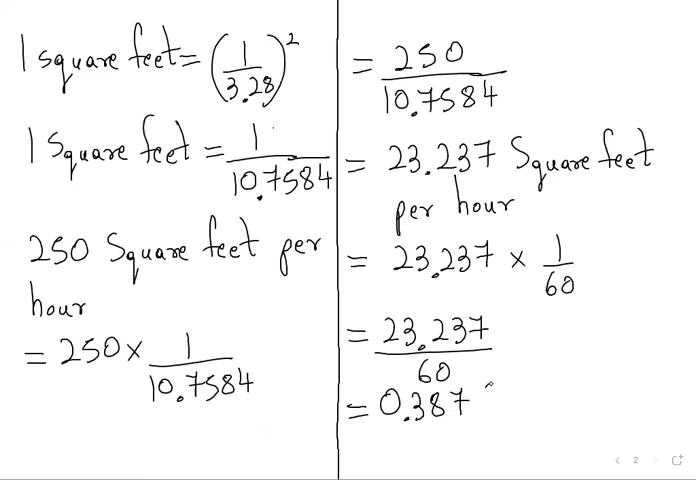 1 square feet = (1/3.28)²
1 Square feet = 1/10.7584
250 Square feet per
hour
= 250 × 1/10.7584
= 250/10.7584
= 23.237 Square feet
per hour
= 23.237 × 1/60
= 23.237/60
= 0.387
< 2 >